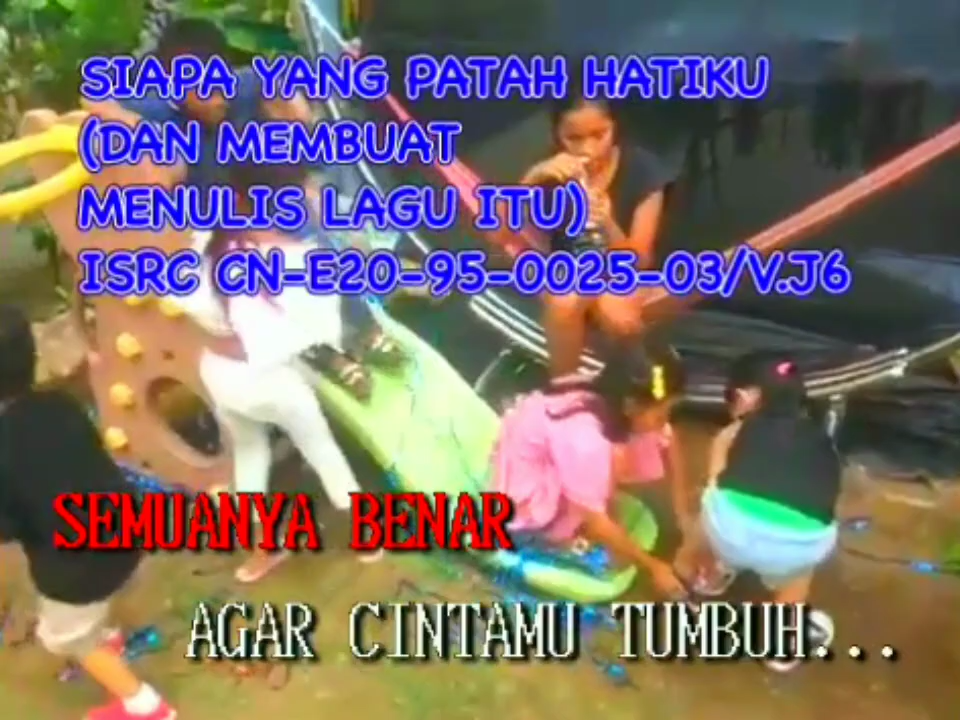 SIAPA YANG PATAH HATIKU
(DAN MEMBUAT
MENULIS LAGU ITU)
ISRC CN-E20-95-0025-03/V.J6
SEMUANYA BENAR
AGAR CINTAMU TUMBUH...